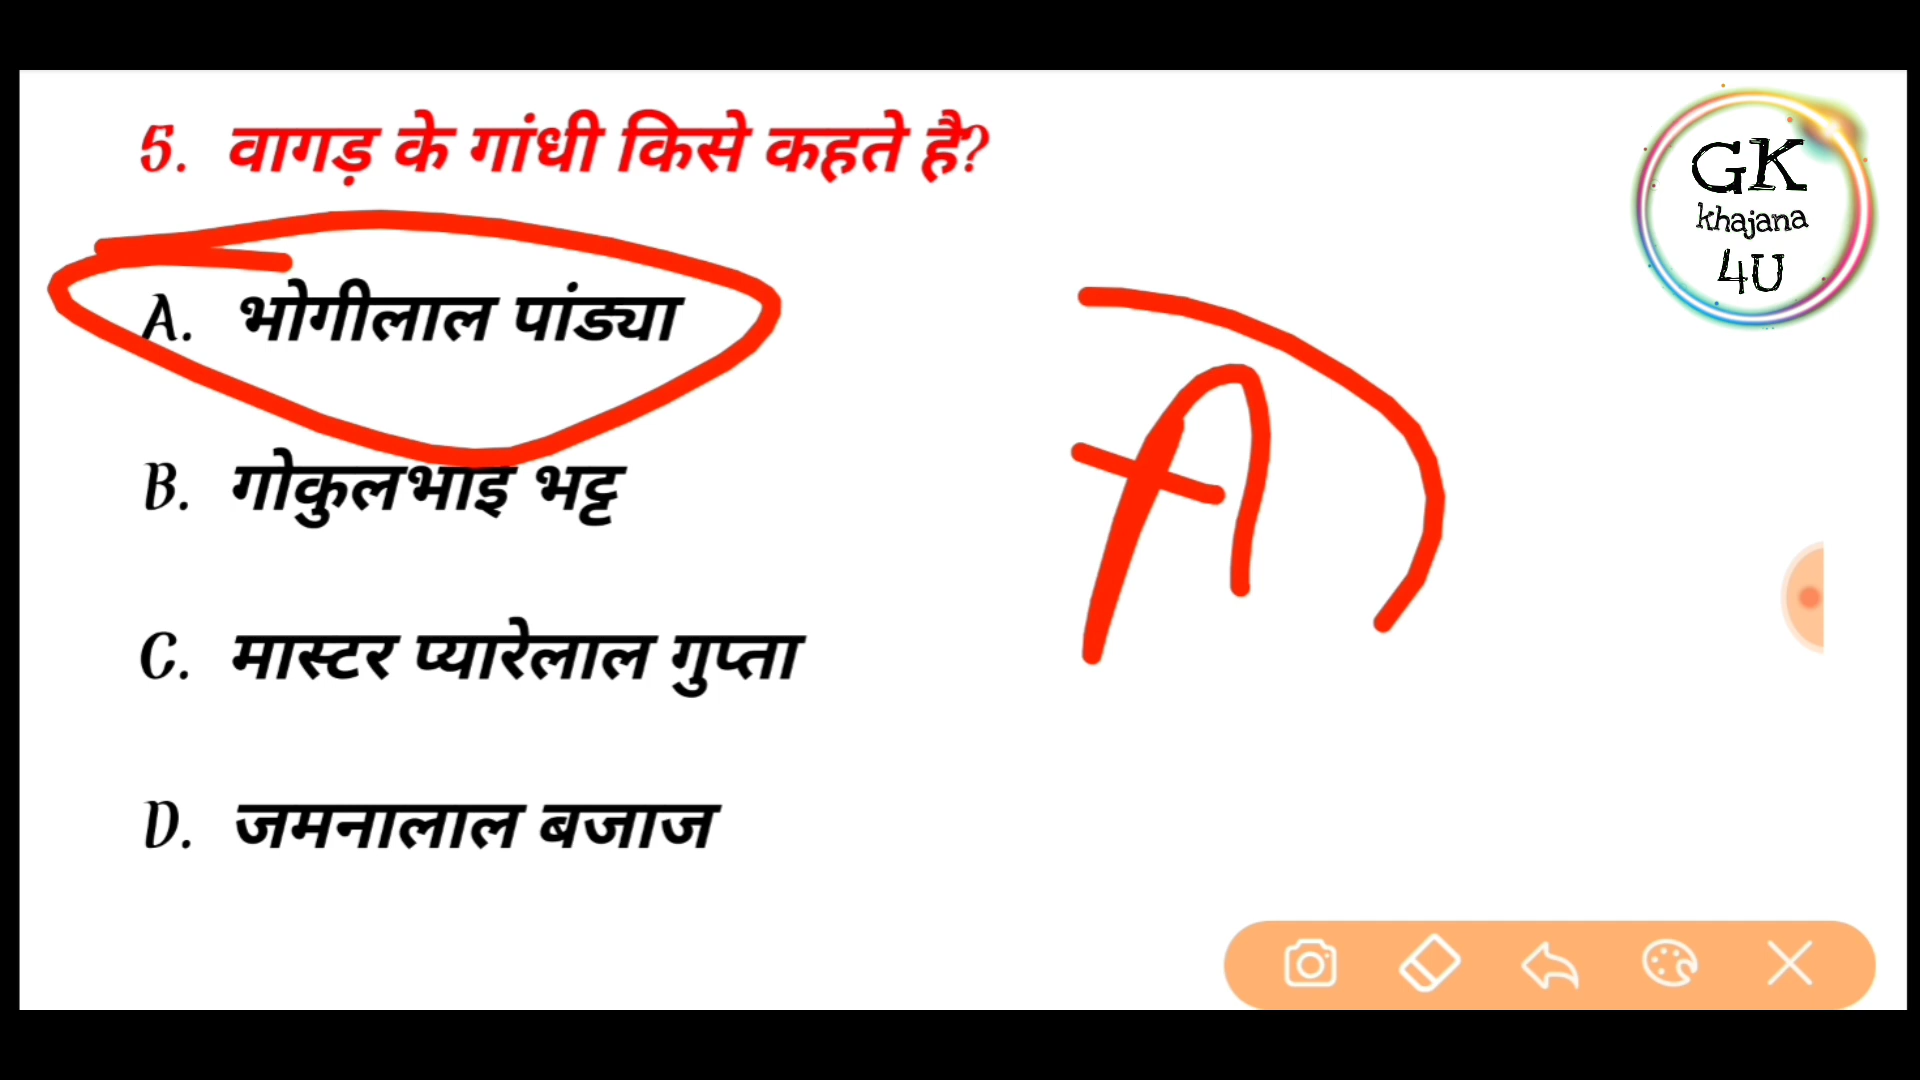 5. वागड़ के गांधी किसे कहते है?
GK
khajana
4U
A. भोगीलाल पांड्या
A
B. गोकुलभाइ भट्ट
C. मास्टर प्यारेलाल गुप्ता
D. जमनालाल बजाज